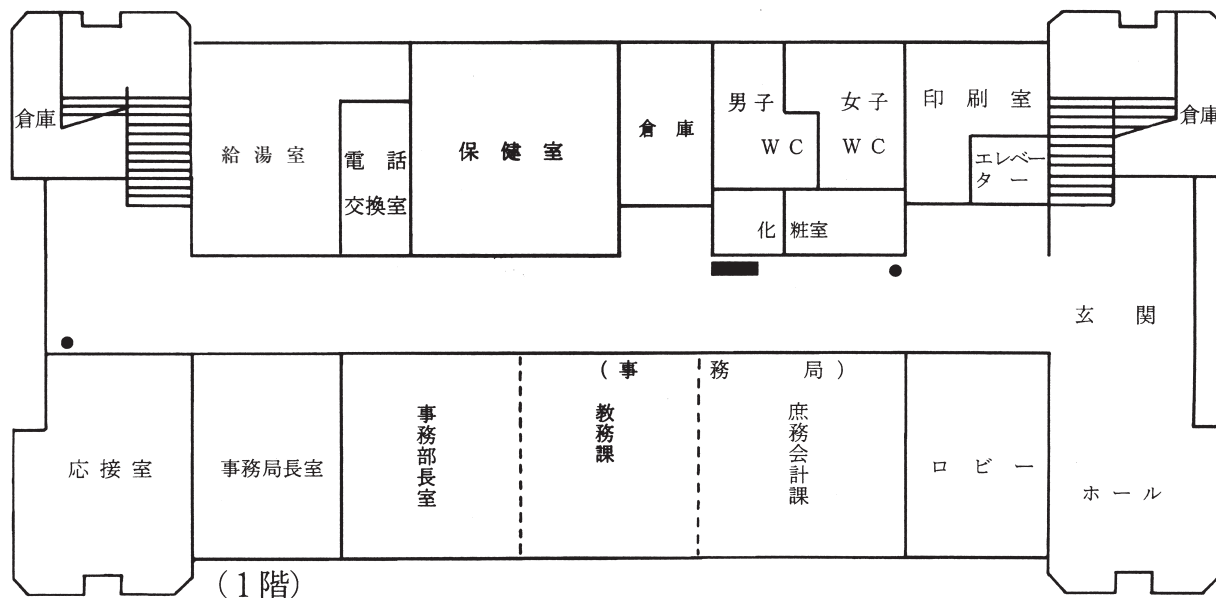 倉庫
給湯室
電話
交換室
保健室
倉庫
男子
WC
女子
WC
化粧室
印刷室
エレベー
ター
倉庫
玄関
(事務局)
応接室
事務局長室
事務部長室
教務課
庶務会計課
ロビー
ホール
(1階)